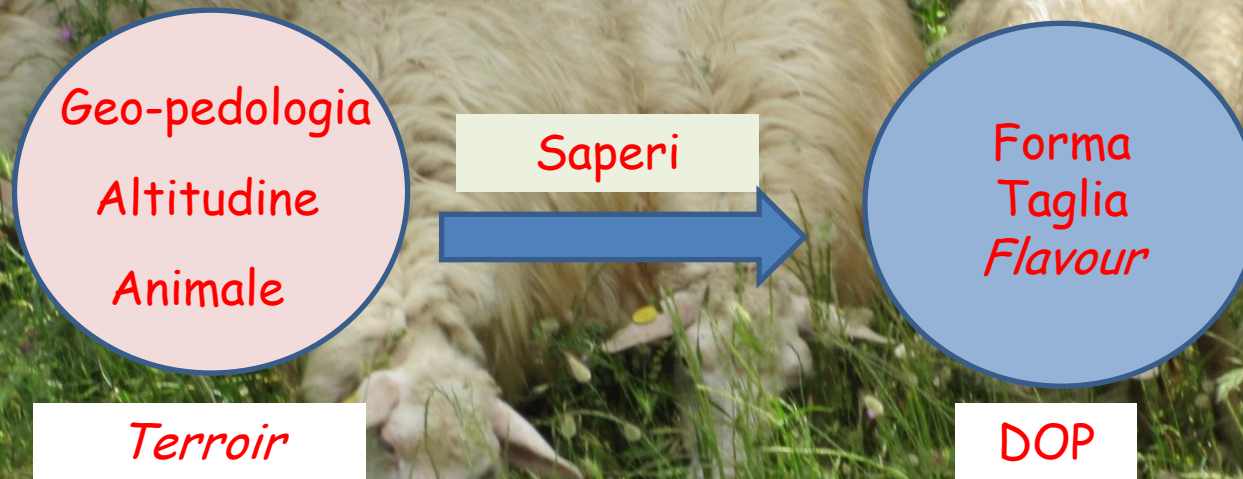 Geo-pedologia
Altitudine
Animale
Terroir
Saperi
Forma
Taglia
Flavour
DOP